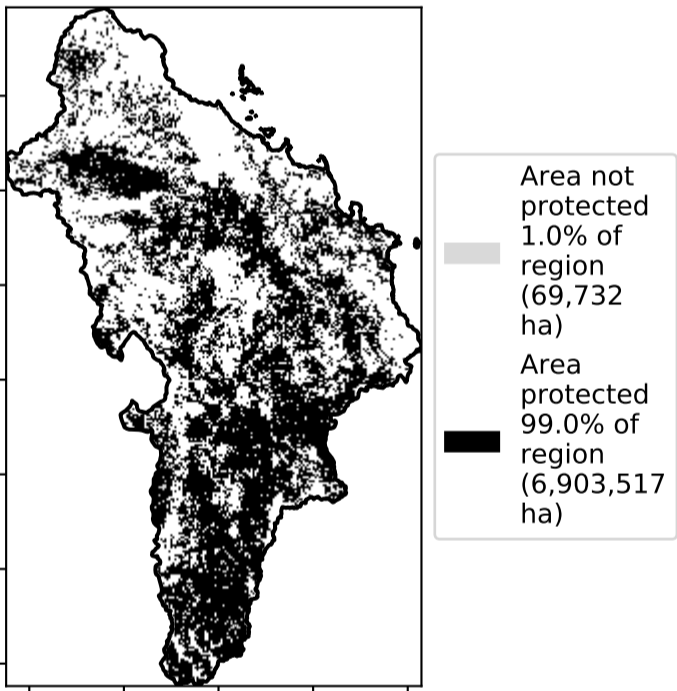 Area not
protected
1.0% of
region
(69,732
ha)
Area
protected
99.0% of
region
(6,903,517
ha)